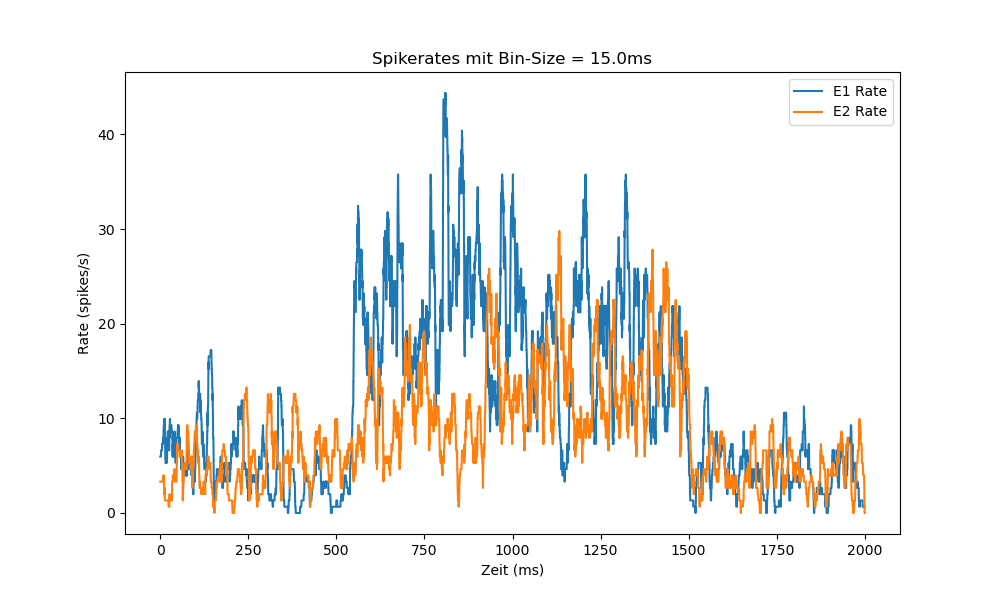 Spikerates mit Bin-Size = 15.0ms
E1 Rate
E2 Rate
Rate (spikes/s)
40
30
20
10
0
0 250 500 750 1000 1250 1500 1750 2000
Zeit (ms)